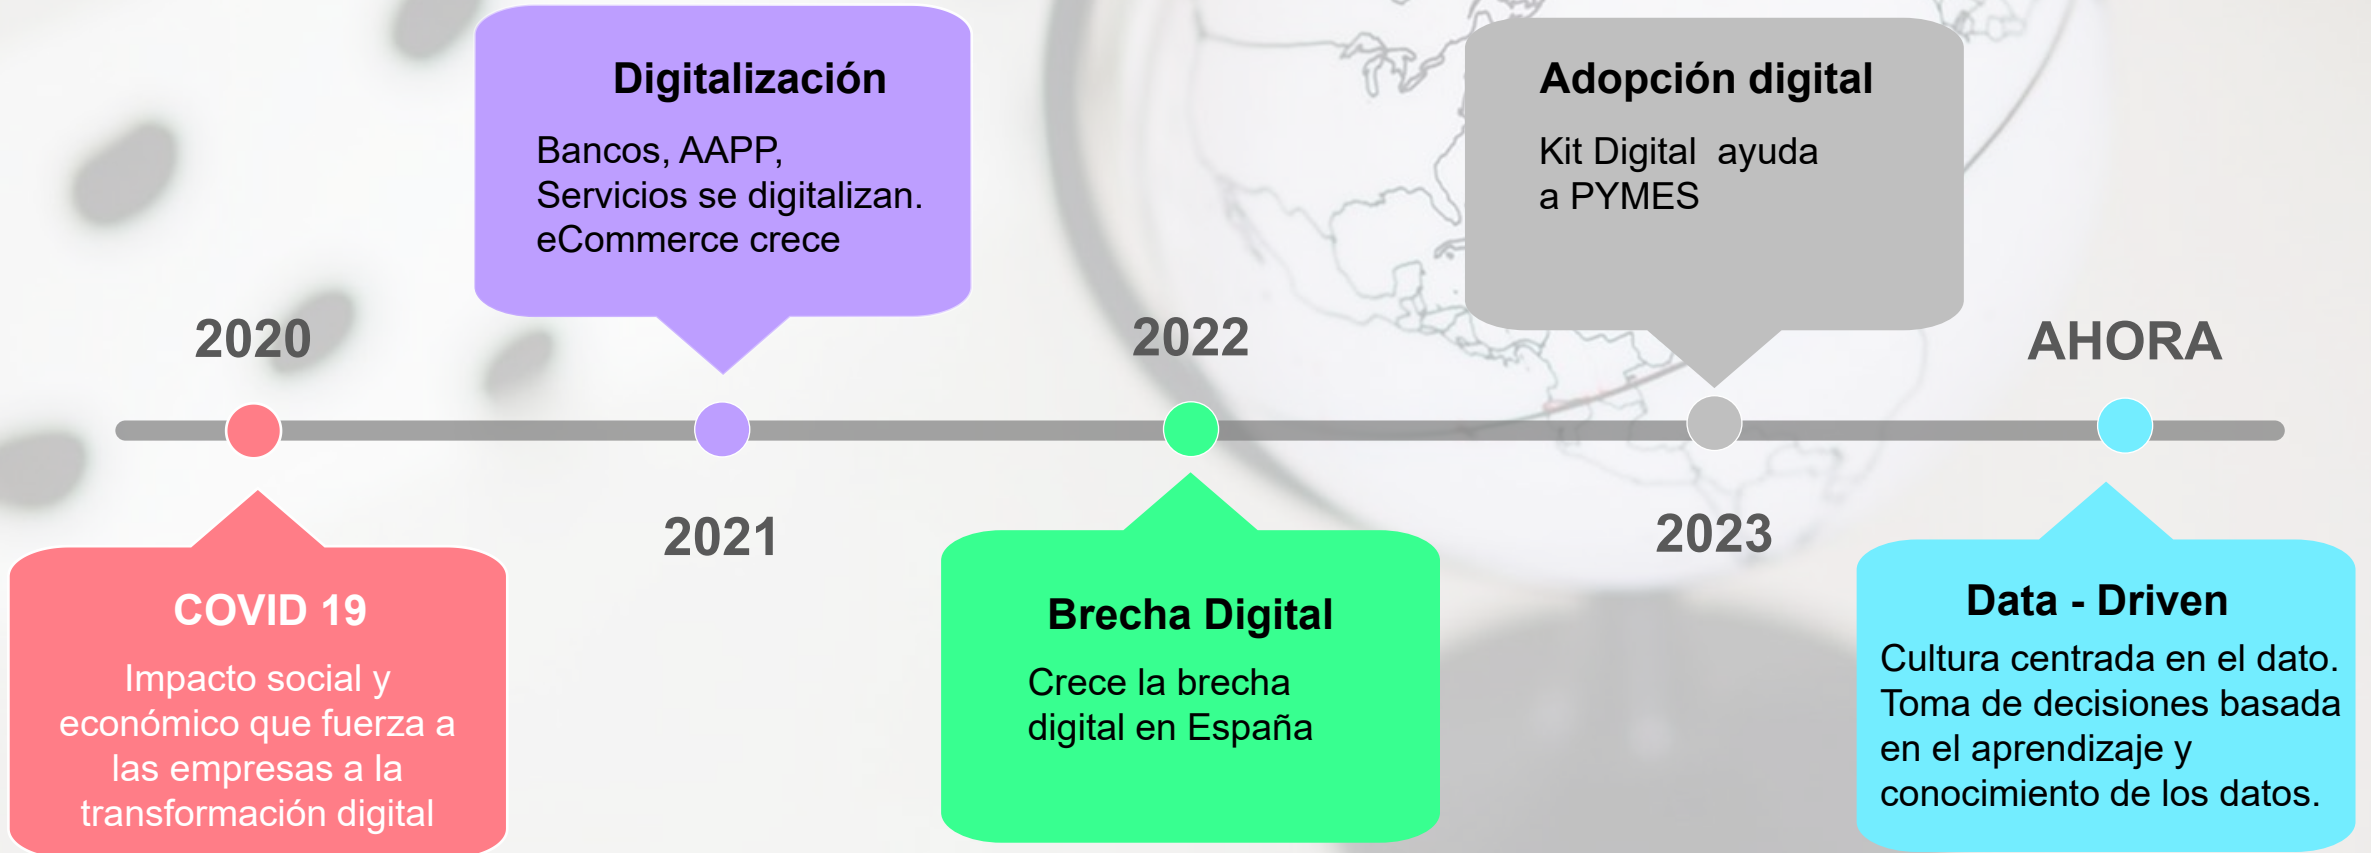 2020
COVID 19
Impacto social y
económico que fuerza a
las empresas a la
transformación digital
Digitalización
Bancos, AAPP,
Servicios se digitalizan.
eCommerce crece
2021
2022
Brecha Digital
Crece la brecha
digital en España
Adopción digital
Kit Digital  ayuda
a PYMES
2023
AHORA
Data - Driven
Cultura centrada en el dato.
Toma de decisiones basada
en el aprendizaje y
conocimiento de los datos.